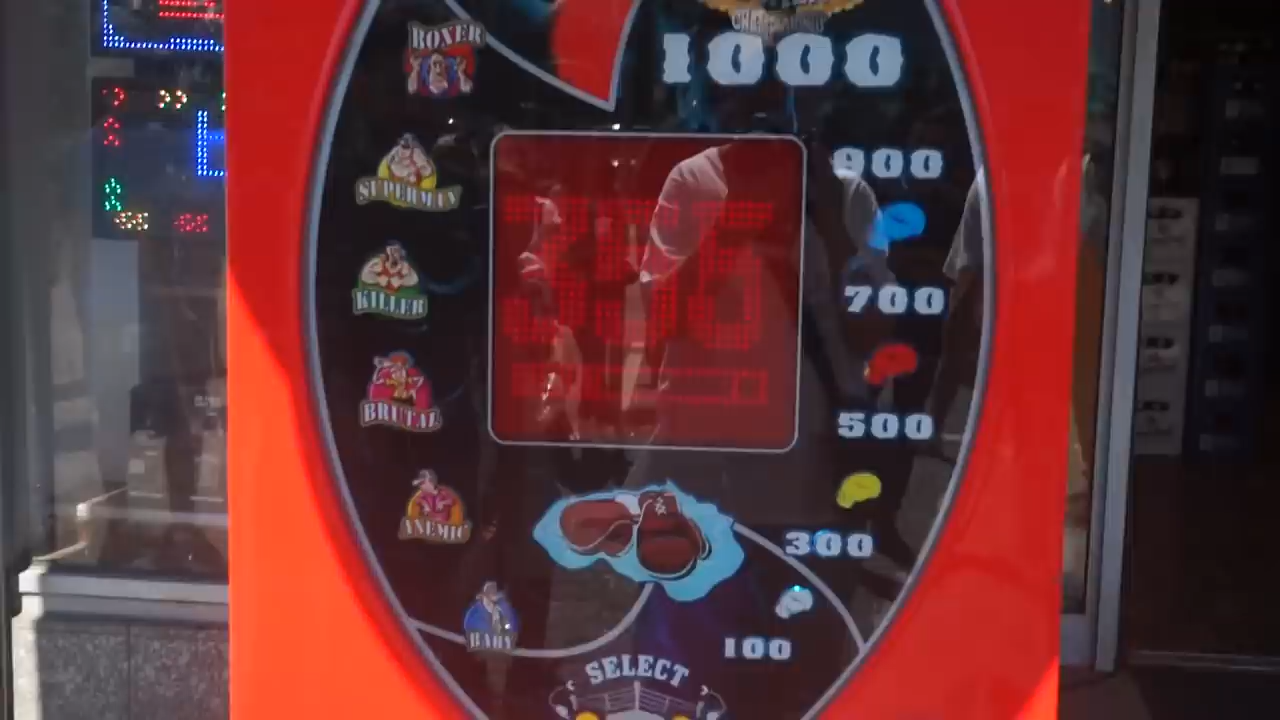 BOXER
1000
SUPERMAN
900
KILLER
700
BRUTAL
500
ANEMIC
300
BABY
100
SELECT